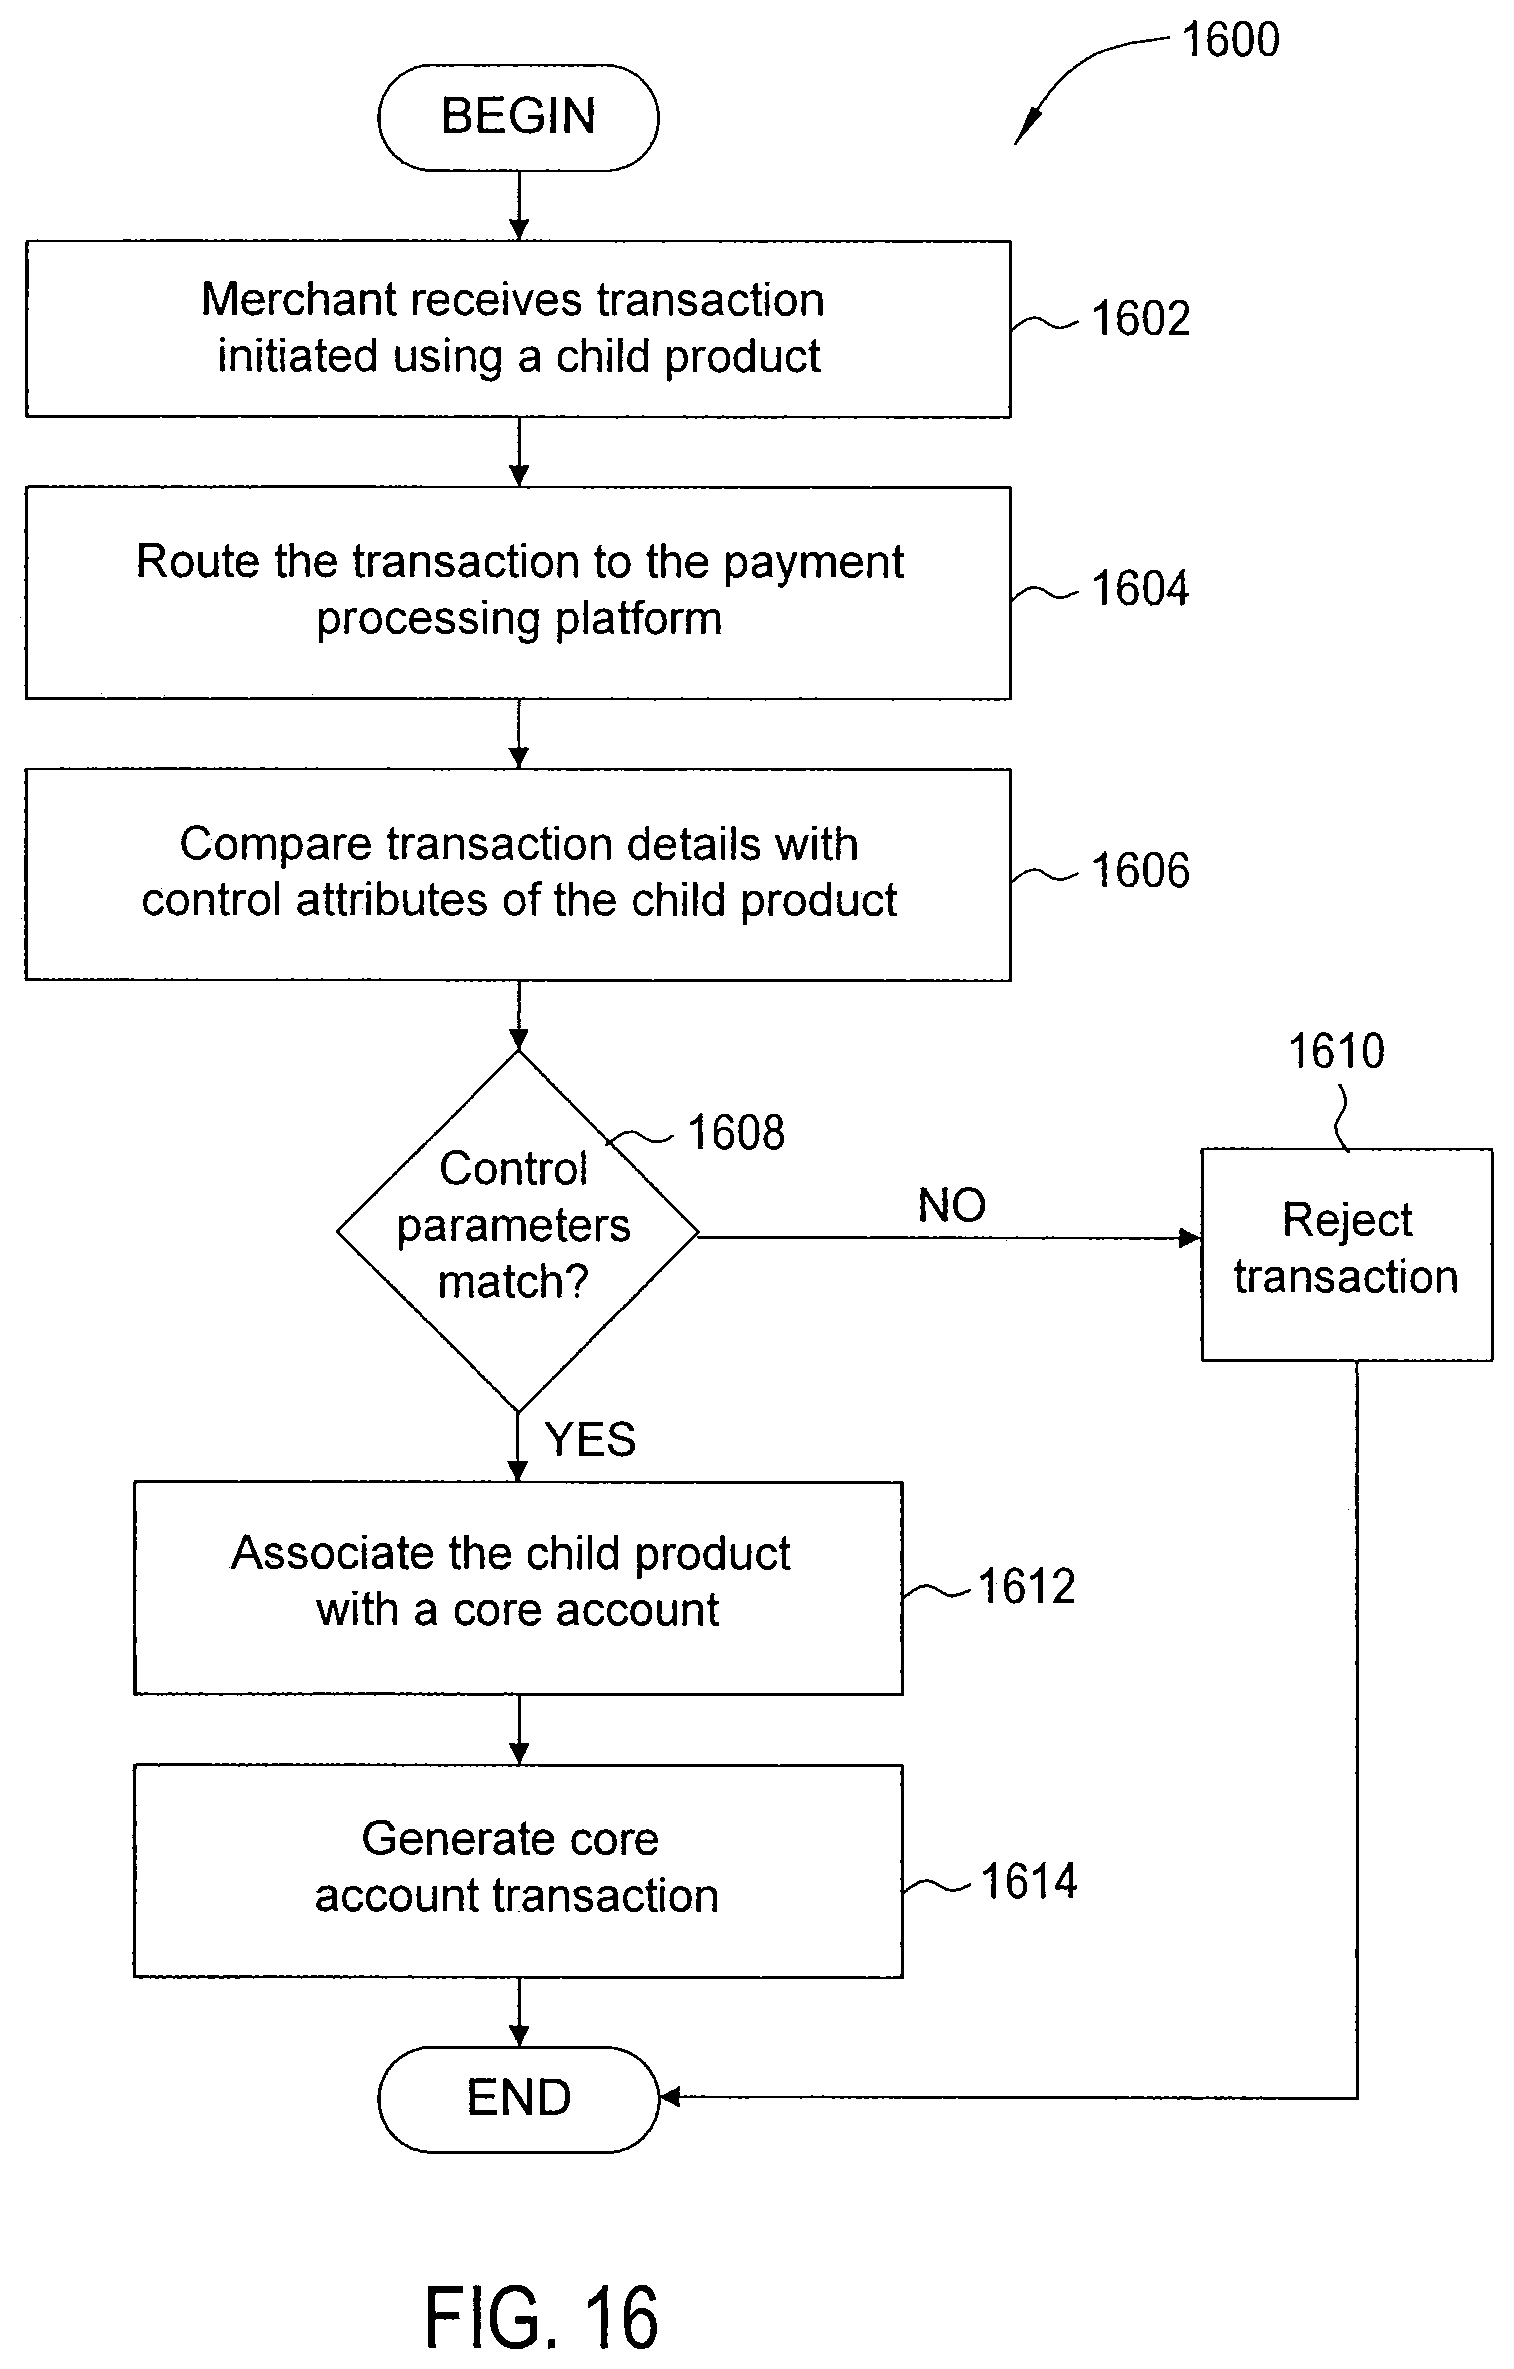 1600
BEGIN
Merchant receives transaction
initiated using a child product
1602
Route the transaction to the payment
processing platform
1604
Compare transaction details with
control attributes of the child product
1606
1608
Control
parameters
match?
NO
1610
Reject
transaction
YES
Associate the child product
with a core account
1612
Generate core
account transaction
1614
END
FIG. 16